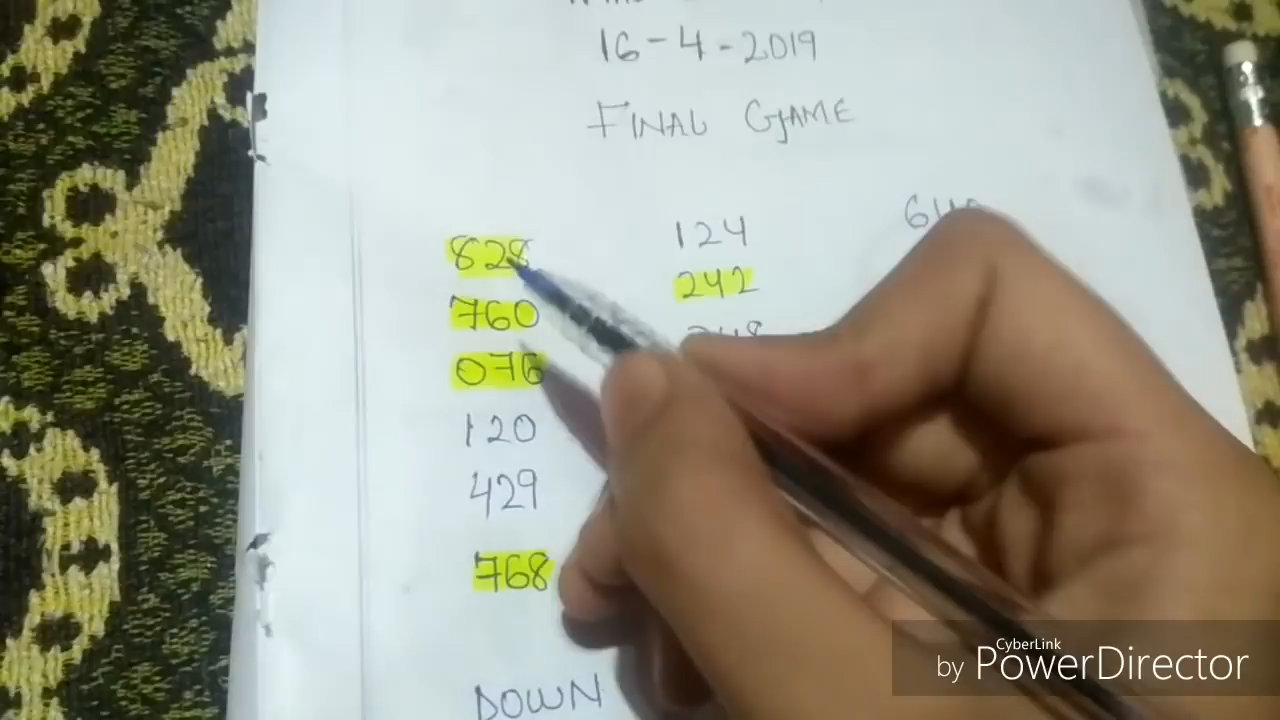 16-4-2019
FINAL GAME
828
760
076
120
429
768
124
242
DOWN
CyberLink
by PowerDirector